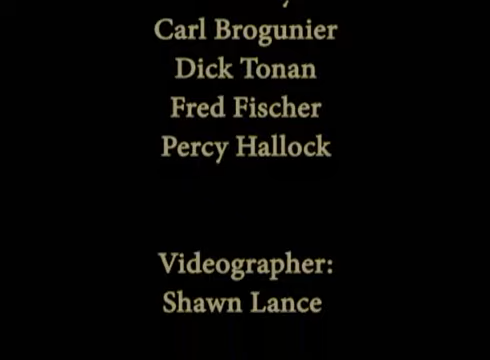 Carl Brogunier
Dick Tonan
Fred Fischer
Percy Hallock
Videographer:
Shawn Lance